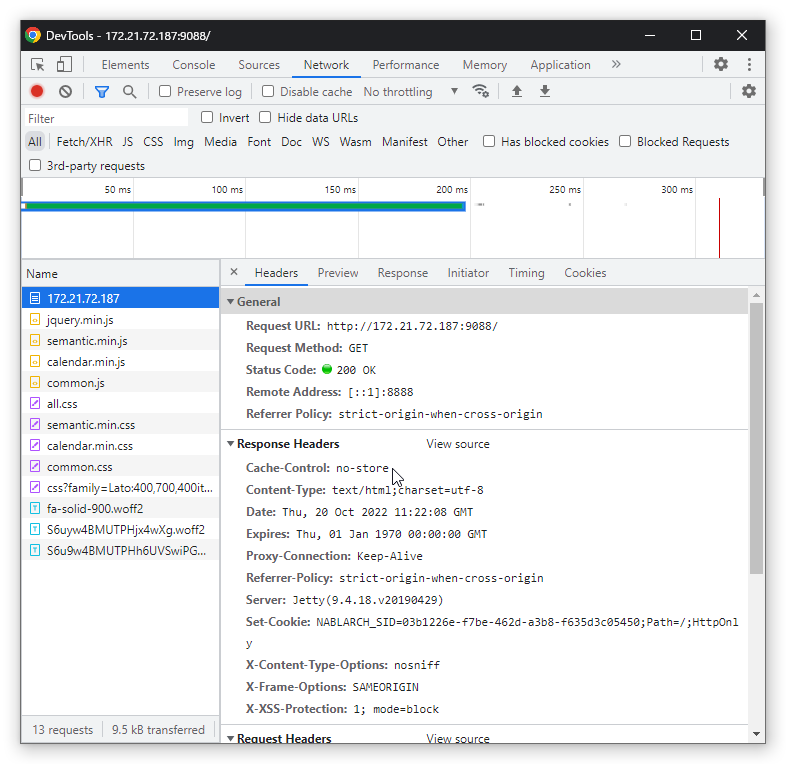 DevTools - 172.21.72.187:9088/
Elements Console Sources Network Performance Memory Application »
Preserve log Disable cache No throttling
Filter Invert Hide data URLs
All Fetch/XHR JS CSS Img Media Font Doc WS Wasm Manifest Other Has blocked cookies Blocked Requests
3rd-party requests
50 ms 100 ms 150 ms 200 ms 250 ms 300 ms
Name
172.21.72.187
jquery.min.js
semantic.min.js
calendar.min.js
common.js
all.css
semantic.min.css
calendar.min.css
common.css
css?family=Lato:400,700,400it...
fa-solid-900.woff2
S6uyw4BMUTPHjx4wXg.woff2
S6u9w4BMUTPHh6UVSwiPG...
13 requests 9.5 kB transferred
× Headers Preview Response Initiator Timing Cookies
General
Request URL: http://172.21.72.187:9088/
Request Method: GET
Status Code: 200 OK
Remote Address: [::1]:8888
Referrer Policy: strict-origin-when-cross-origin
Response Headers View source
Cache-Control: no-store
Content-Type: text/html;charset=utf-8
Date: Thu, 20 Oct 2022 11:22:08 GMT
Expires: Thu, 01 Jan 1970 00:00:00 GMT
Proxy-Connection: Keep-Alive
Referrer-Policy: strict-origin-when-cross-origin
Server: Jetty(9.4.18.v20190429)
Set-Cookie: NABLARCH_SID=03b1226e-f7be-462d-a3b8-f635d3c05450;Path=/;HttpOnl
y
X-Content-Type-Options: nosniff
X-Frame-Options: SAMEORIGIN
X-XSS-Protection: 1; mode=block
Request Headers View source